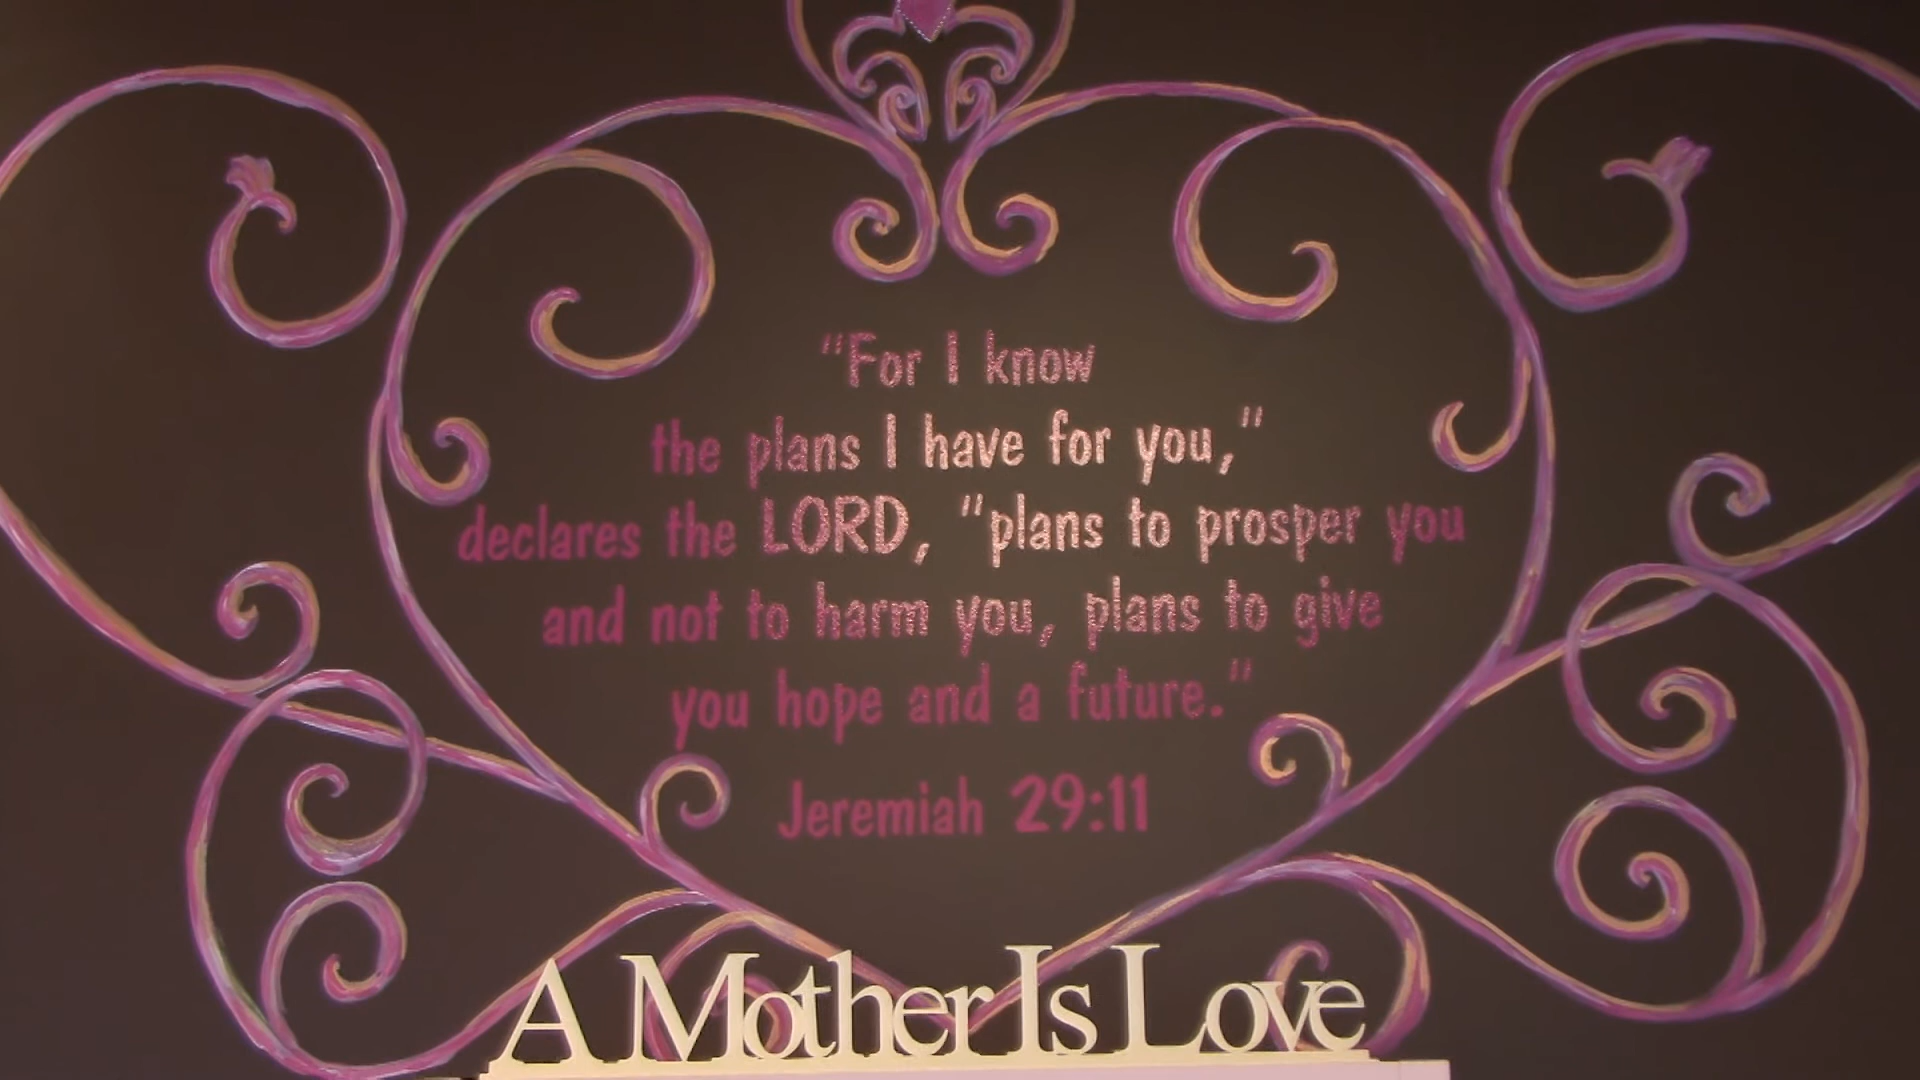 "For I know
the plans I have for you,"
declares the LORD, "plans to prosper you
and not to harm you, plans to give
you hope and a future."
Jeremiah 29:11
A Mother Is Love